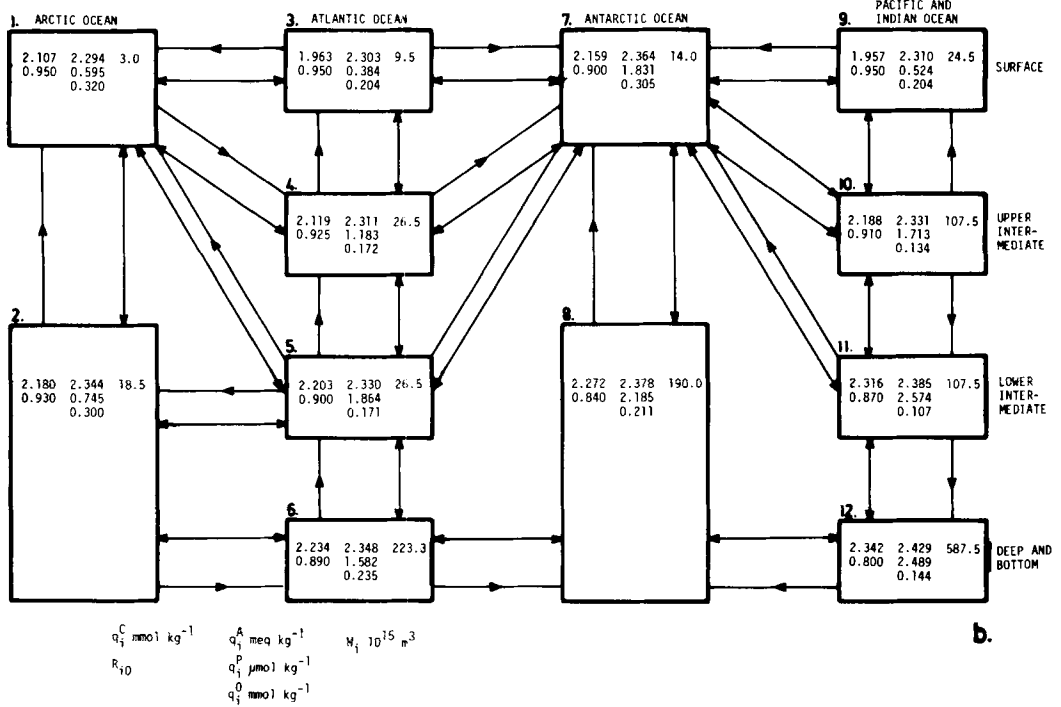 1. ARCTIC OCEAN
2.107 2.294 3.0
0.950 0.595
0.320
3. ATLANTIC OCEAN
1.963 2.303 9.5
0.950 0.384
0.204
7. ANTARCTIC OCEAN
2.159 2.364 14.0
0.900 1.831
0.305
9. PACIFIC AND
INDIAN OCEAN
1.957 2.310 24.5
0.950 0.524
0.204
SURFACE
4.
2.119 2.311 26.5
0.925 1.183
0.172
10.
2.188 2.331 107.5
0.910 1.713
0.134
UPPER
INTER-
MEDIATE
2.
2.180 2.344 18.5
0.930 0.745
0.300
5.
2.203 2.330 26.5
0.900 1.864
0.171
8.
2.272 2.378 190.0
0.840 2.185
0.211
11.
2.316 2.385 107.5
0.870 2.574
0.107
LOWER
INTER-
MEDIATE
6.
2.234 2.348 223.3
0.890 1.582
0.235
12.
2.342 2.429 587.5
0.800 2.489
0.144
DEEP AND
BOTTOM
q_i^C mmol kg^-1 q_i^A meq kg^-1 W_i 10^15 m^3
R_i0 q_i^P µmol kg^-1
q_i^O mmol kg^-1
b.